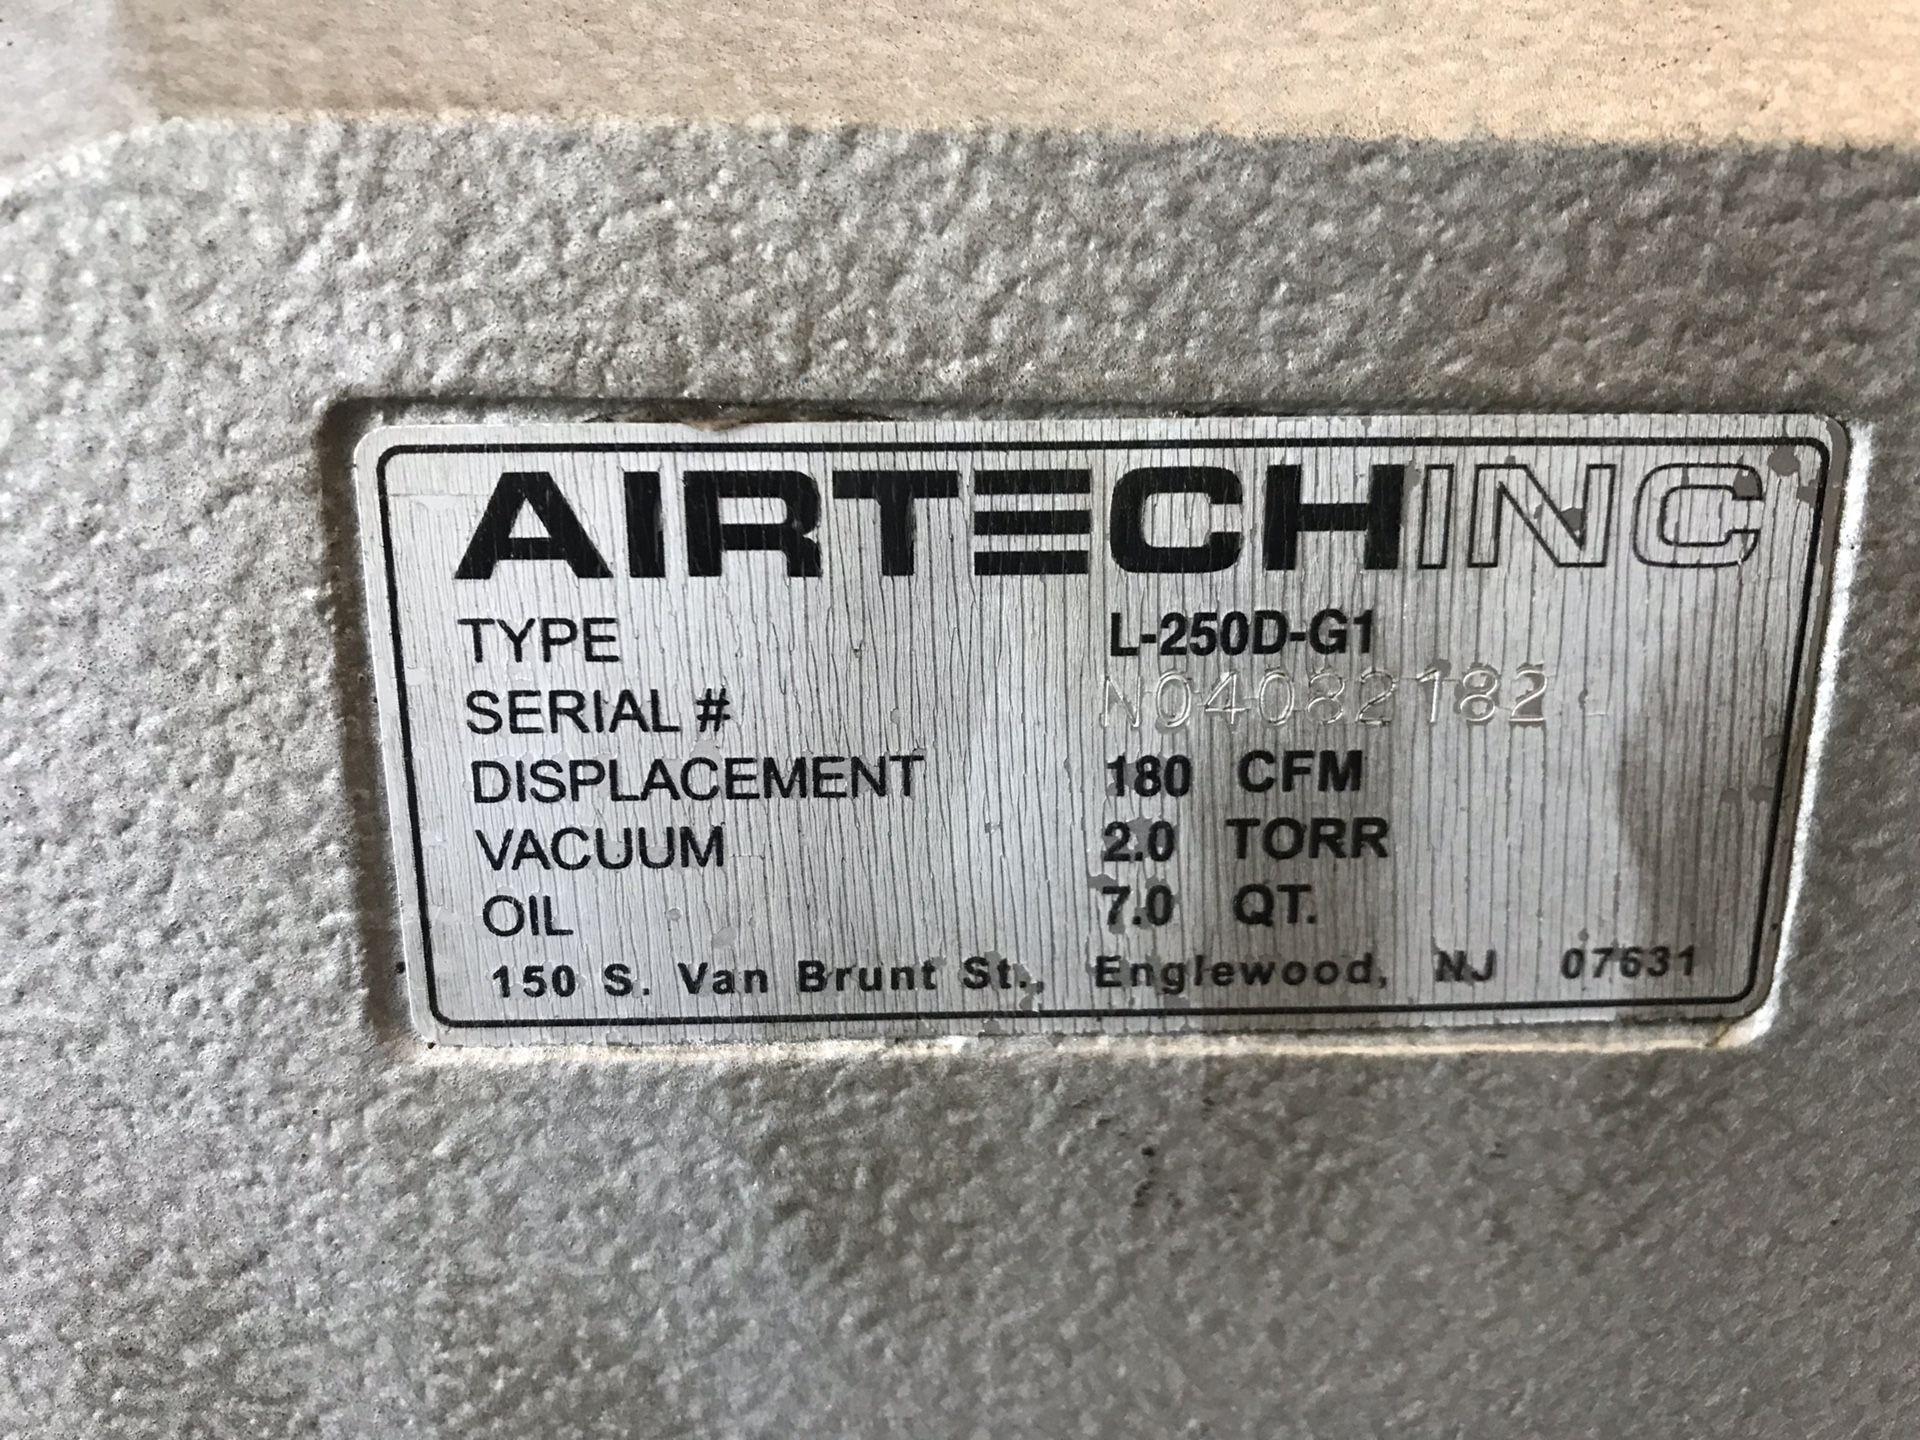 AIRTECHINC
TYPE L-250D-G1
SERIAL # N04082182
DISPLACEMENT 180 CFM
VACUUM 2.0 TORR
OIL 7.0 QT.
150 S. Van Brunt St., Englewood, NJ 07631